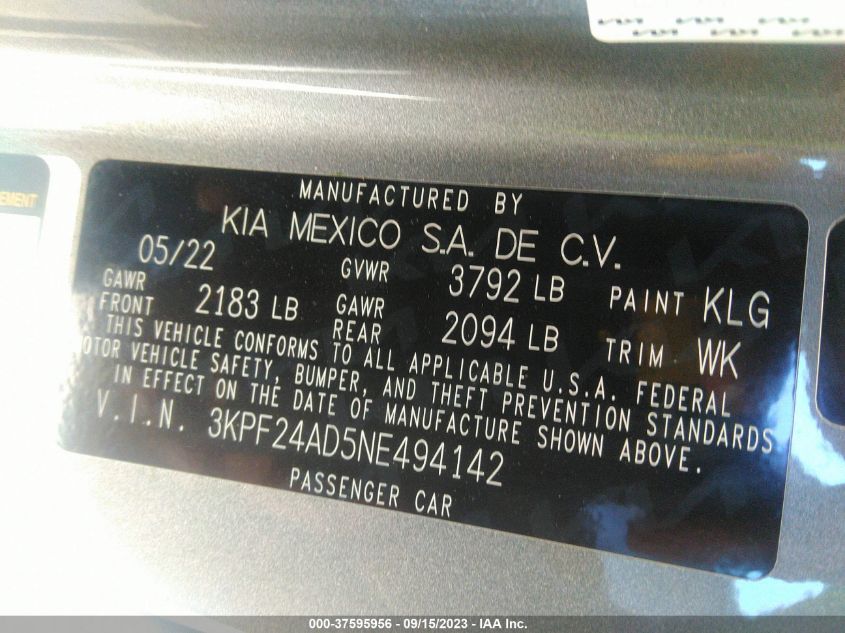 EMENT
MANUFACTURED BY
KIA MEXICO S.A. DE C.V.
05/22 GVWR 3792 LB PAINT KLG
GAWR FRONT 2183 LB GAWR REAR 2094 LB TRIM WK
THIS VEHICLE CONFORMS TO ALL APPLICABLE U.S.A. FEDERAL
OTOR VEHICLE SAFETY, BUMPER, AND THEFT PREVENTION STANDARDS
IN EFFECT ON THE DATE OF MANUFACTURE SHOWN ABOVE.
V.I.N. 3KPF24AD5NE494142
PASSENGER CAR
000-37595956 - 09/15/2023 - IAA Inc.